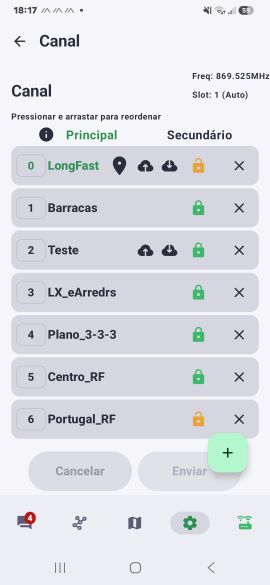 18:17
59
Canal
Freq: 869.525MHz
Canal
Slot: 1 (Auto)
Pressionar e arrastar para reordenar
Principal
Secundário
0 LongFast
1 Barracas
2 Teste
3 LX_eArredrs
4 Plano_3-3-3
5 Centro_RF
6 Portugal_RF
+
Cancelar
Enviar
4